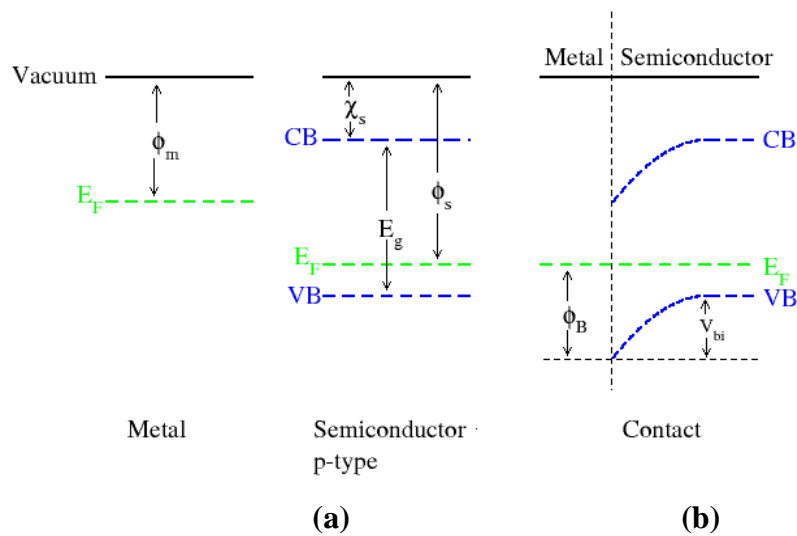 Metal Semiconductor
Vacuum
χs
CB
CB
ϕm
ϕs
EF
Eg
EF
EF
VB
VB
ϕB
Vbi
Metal
Semiconductor
p-type
Contact
(a)
(b)